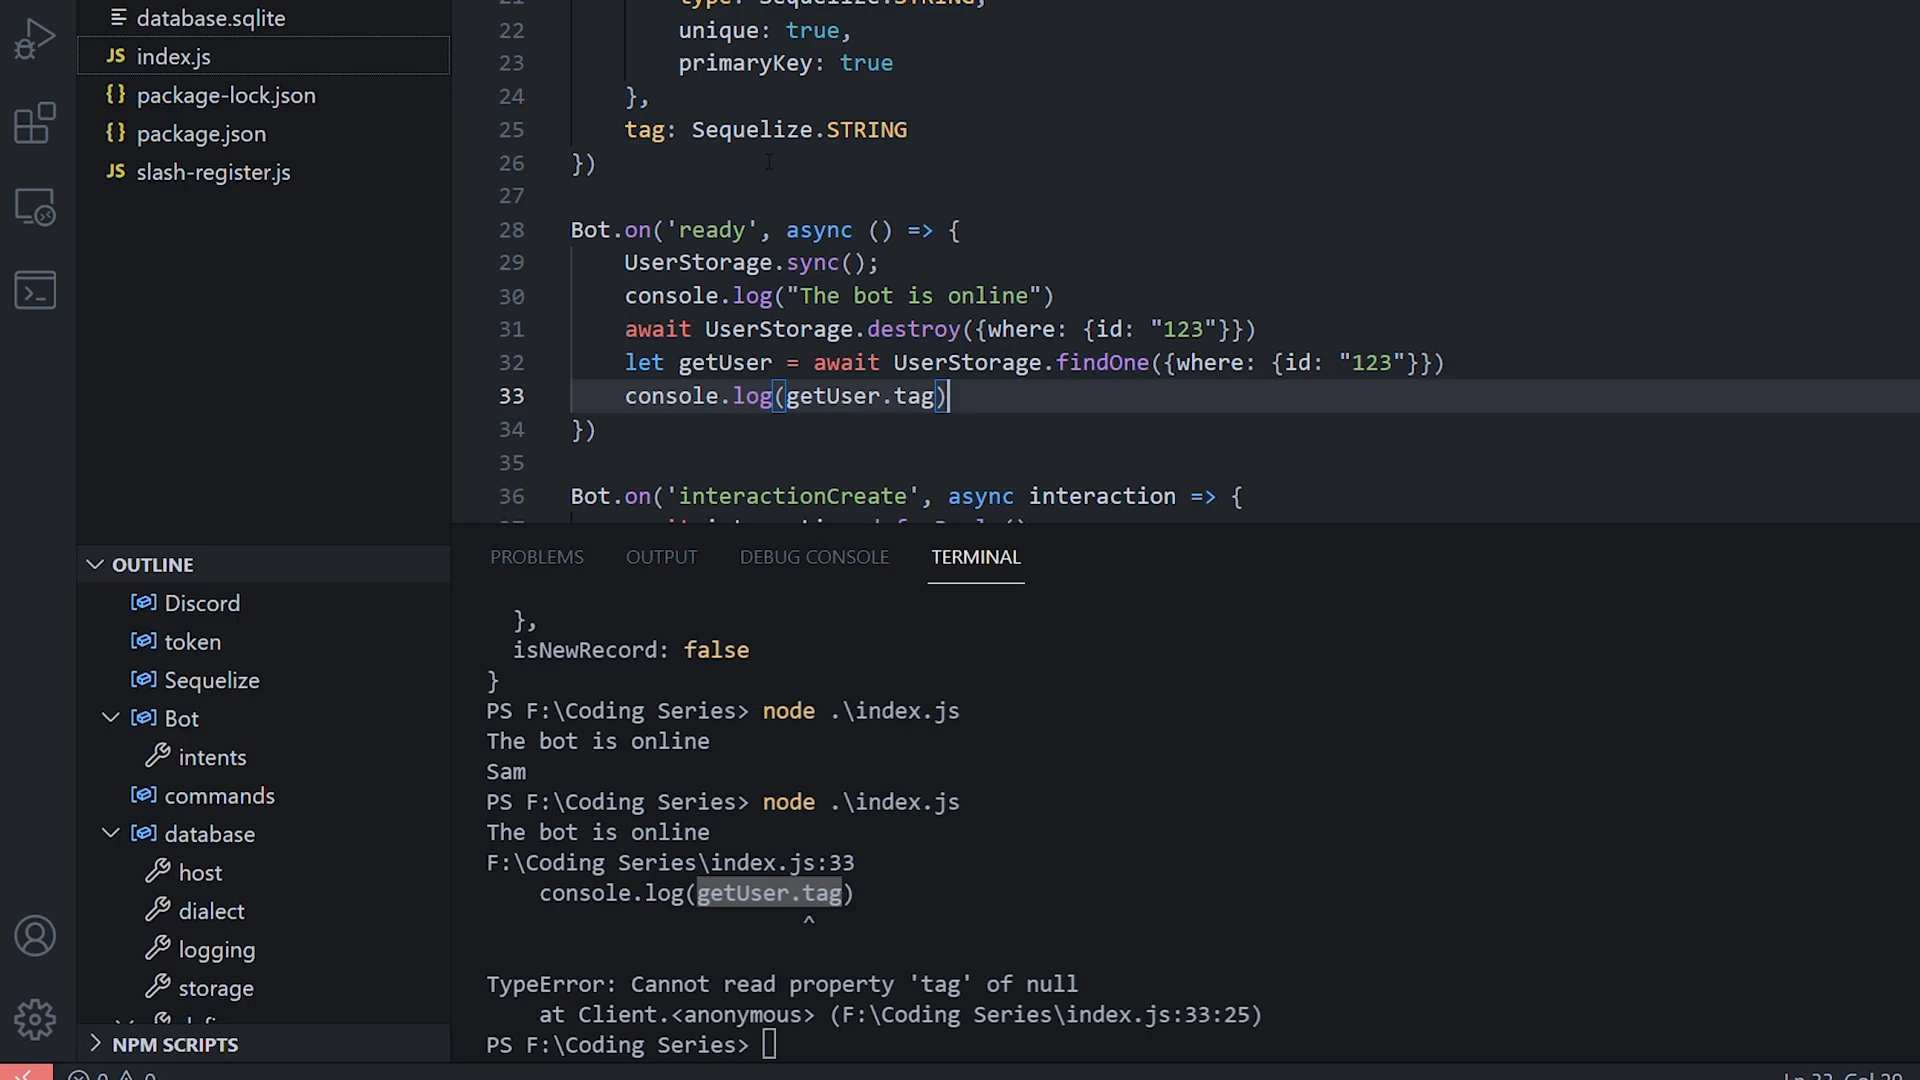 database.sqlite
JS index.js
{} package-lock.json
{} package.json
JS slash-register.js
OUTLINE
Discord
token
Sequelize
Bot
intents
commands
database
host
dialect
logging
storage
NPM SCRIPTS
22 unique: true,
23 primaryKey: true
24 },
25 tag: Sequelize.STRING
26 })
27
28 Bot.on('ready', async () => {
29 UserStorage.sync();
30 console.log("The bot is online")
31 await UserStorage.destroy({where: {id: "123"}})
32 let getUser = await UserStorage.findOne({where: {id: "123"}})
33 console.log(getUser.tag)
34 })
35
36 Bot.on('interactionCreate', async interaction => {
PROBLEMS OUTPUT DEBUG CONSOLE TERMINAL
},
isNewRecord: false
}
PS F:\Coding Series> node .\index.js
The bot is online
Sam
PS F:\Coding Series> node .\index.js
The bot is online
F:\Coding Series\index.js:33
console.log(getUser.tag)
^
TypeError: Cannot read property 'tag' of null
at Client.<anonymous> (F:\Coding Series\index.js:33:25)
PS F:\Coding Series>